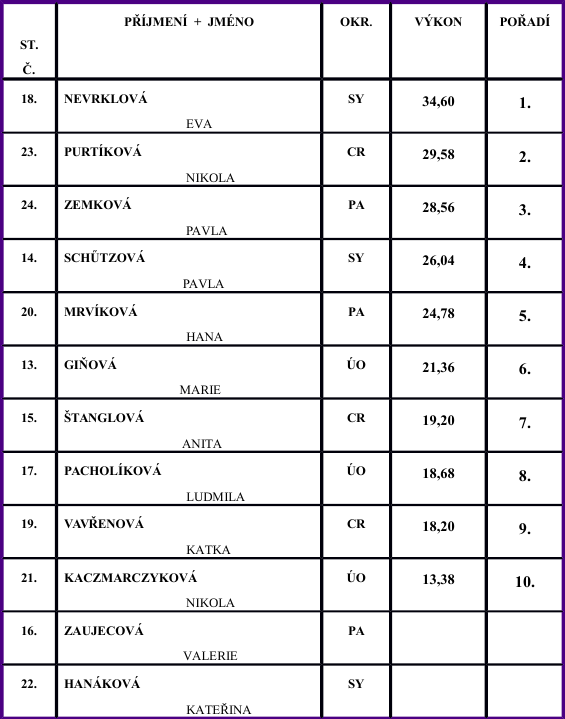 PŘÍJMENÍ + JMÉNO OKR. VÝKON POŘADÍ
ST.
Č.
18. NEVRKLOVÁ SY 34,60 1.
EVA
23. PURTÍKOVÁ CR 29,58 2.
NIKOLA
24. ZEMKOVÁ PA 28,56 3.
PAVLA
14. SCHŰTZOVÁ SY 26,04 4.
PAVLA
20. MRVÍKOVÁ PA 24,78 5.
HANA
13. GIŇOVÁ ÚO 21,36 6.
MARIE
15. ŠTANGLOVÁ CR 19,20 7.
ANITA
17. PACHOLÍKOVÁ ÚO 18,68 8.
LUDMILA
19. VAVŘENOVÁ CR 18,20 9.
KATKA
21. KACZMARCZYKOVÁ ÚO 13,38 10.
NIKOLA
16. ZAUJECOVÁ PA
VALERIE
22. HANÁKOVÁ SY
KATEŘINA